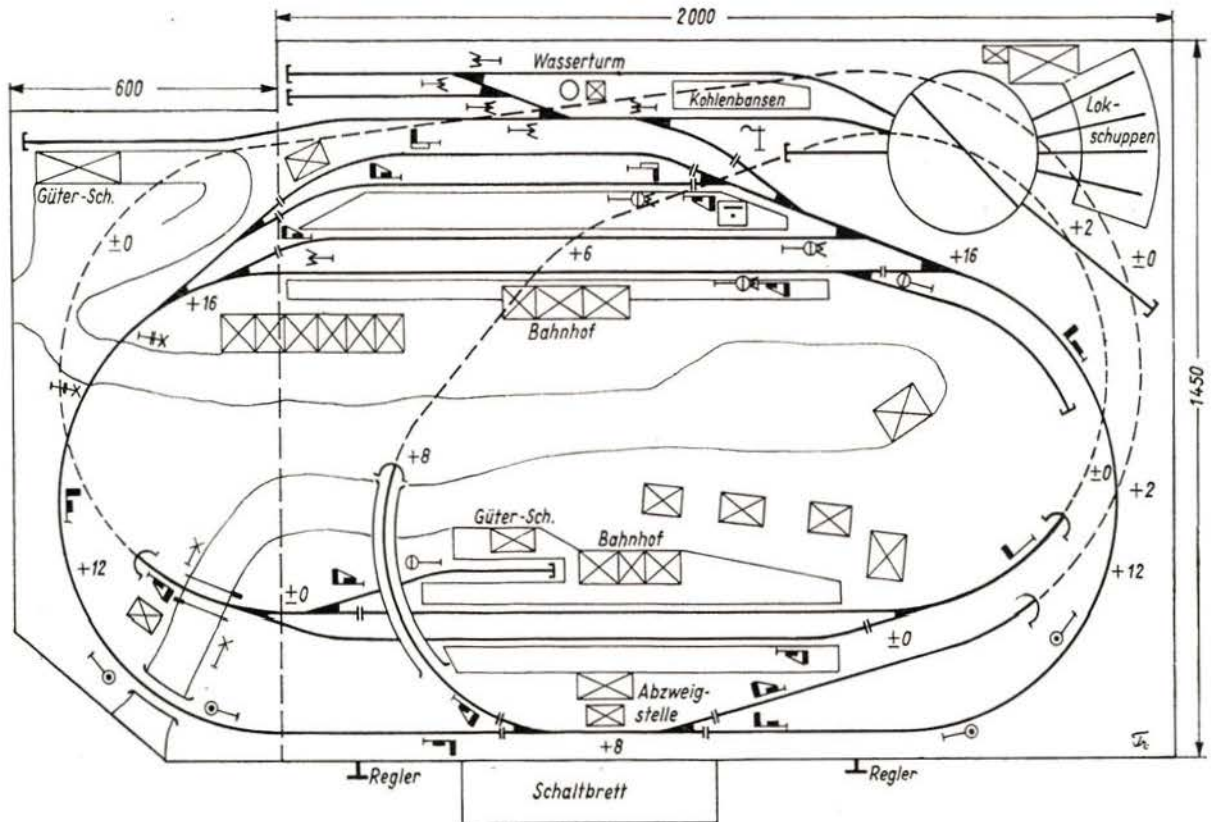 2000
600
Wasserturm
Kohlenbansen
Lok-
schuppen
Güter-Sch.
±0
+2
±0
+6
+16
+16
Bahnhof
1450
+8
±0
+2
Güter-Sch.
Bahnhof
+12
+12
±0
±0
Abzweig-
stelle
+8
Regler
Regler
Schaltbrett